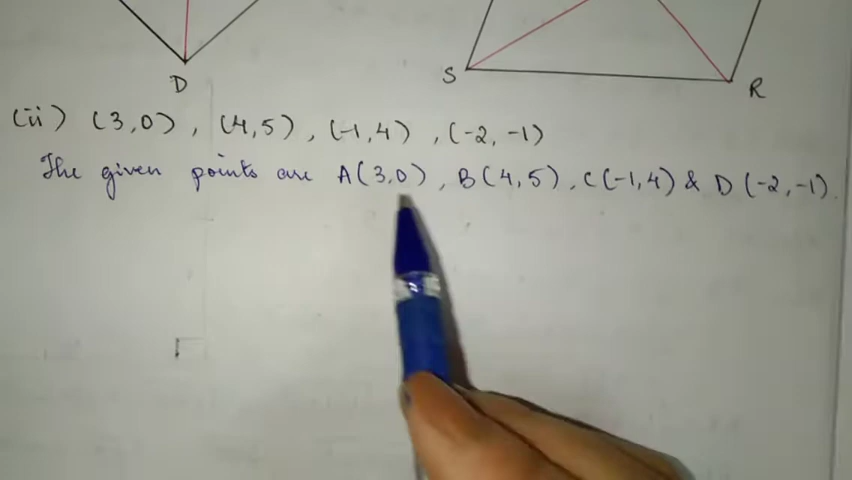 D
S
R
(ii) (3,0), (4,5), (-1,4), (-2,-1)
The given points are A(3,0), B(4,5), C(-1,4) & D(-2,-1).